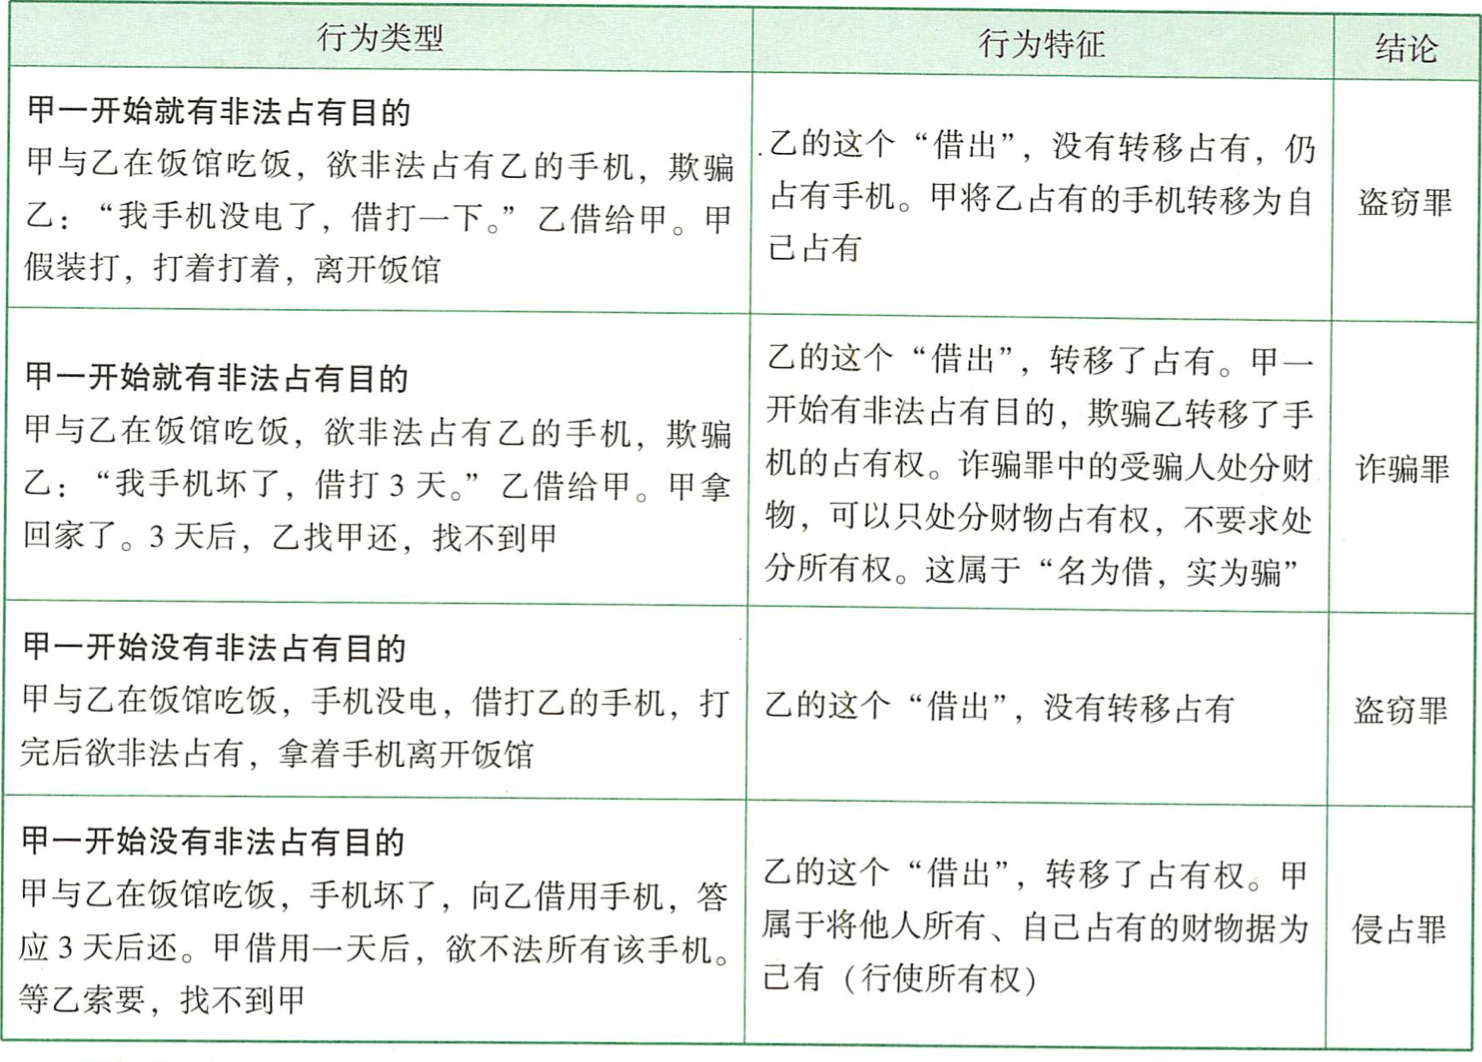 行为类型
行为特征
结论
甲一开始就有非法占有目的
甲与乙在饭馆吃饭，欲非法占有乙的手机，欺骗
乙：“我手机没电了，借打一下。”乙借给甲。甲
假装打，打着打着，离开饭馆
乙的这个“借出”，没有转移占有，仍
占有手机。甲将乙占有的手机转移为自
己占有
盗窃罪
甲一开始就有非法占有目的
甲与乙在饭馆吃饭，欲非法占有乙的手机，欺骗
乙：“我手机坏了，借打3天。”乙借给甲。甲拿
回家了。3天后，乙找甲还，找不到甲
乙的这个“借出”，转移了占有。甲一
开始有非法占有目的，欺骗乙转移了手
机的占有权。诈骗罪中的受骗人处分财
物，可以只处分财物占有权，不要求处
分所有权。这属于“名为借，实为骗”
诈骗罪
甲一开始没有非法占有目的
甲与乙在饭馆吃饭，手机没电，借打乙的手机，打
完后欲非法占有，拿着手机离开饭馆
乙的这个“借出”，没有转移占有
盗窃罪
甲一开始没有非法占有目的
甲与乙在饭馆吃饭，手机坏了，向乙借用手机，答
应3天后还。甲借用一天后，欲不法所有该手机。
等乙索要，找不到甲
乙的这个“借出”，转移了占有权。甲
属于将他人所有、自己占有的财物据为
己有（行使所有权）
侵占罪